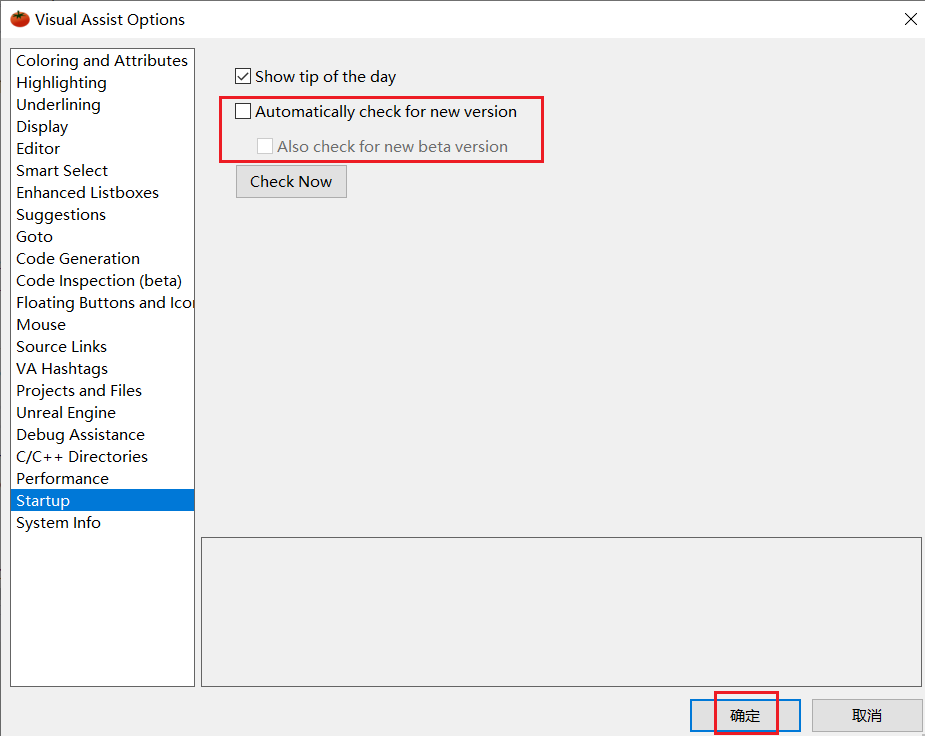 Visual Assist Options
Coloring and Attributes
Highlighting
Underlining
Display
Editor
Smart Select
Enhanced Listboxes
Suggestions
Goto
Code Generation
Code Inspection (beta)
Floating Buttons and Icon
Mouse
Source Links
VA Hashtags
Projects and Files
Unreal Engine
Debug Assistance
C/C++ Directories
Performance
Startup
System Info
Show tip of the day
Automatically check for new version
Also check for new beta version
Check Now
确定
取消